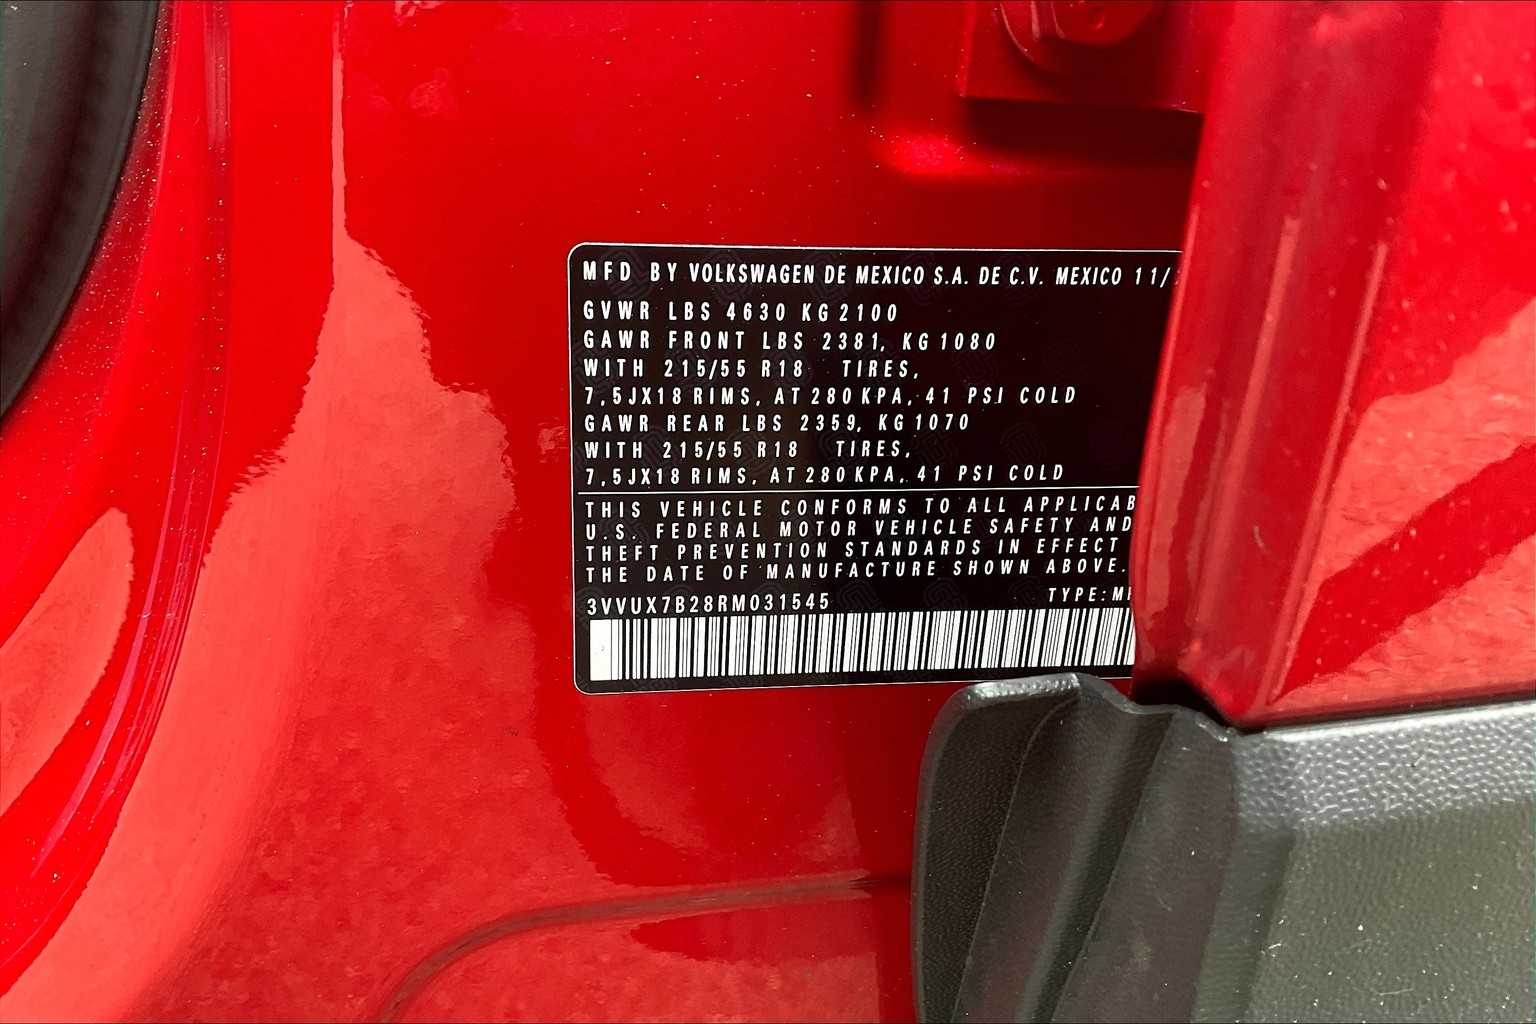 MFD BY VOLKSWAGEN DE MEXICO S.A. DE C.V. MEXICO 11/
GVWR LBS 4630 KG 2100
GAWR FRONT LBS 2381, KG 1080
WITH 215/55 R18 TIRES,
7,5JX18 RIMS, AT 280 KPA, 41 PSI COLD
GAWR REAR LBS 2359, KG 1070
WITH 215/55 R18 TIRES,
7,5JX18 RIMS, AT 280 KPA, 41 PSI COLD
THIS VEHICLE CONFORMS TO ALL
U.S. FEDERAL MOTOR VEHICLE SAFETY AND
THEFT PREVENTION STANDARDS IN EFFECT
THE DATE OF MANUFACTURE SHOWN ABOVE.
3VVUX7B28RM031545 TYPE: